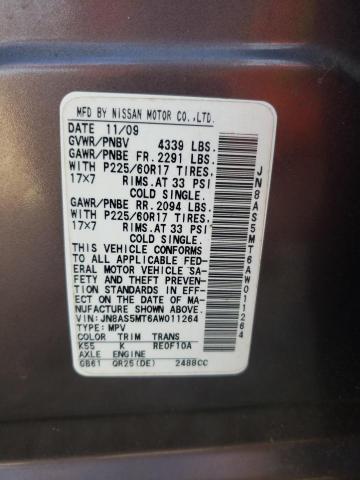 MFD BY NISSAN MOTOR CO.,LTD.
DATE 11/09
GVWR/PNBV 4339 LBS.
GAWR/PNBE FR. 2291 LBS.
WITH P225/60R17 TIRES,
17×7 RIMS.AT 33 PSI
COLD SINGLE.
GAWR/PNBE RR. 2094 LBS.
WITH P225/60R17 TIRES,
17×7 RIMS.AT 33 PSI
COLD SINGLE.
THIS VEHICLE CONFORMS
TO ALL APPLICABLE FED-
ERAL MOTOR VEHICLE SA-
FETY AND THEFT PREVEN-
TION STANDARDS IN EFF-
ECT ON THE DATE OF MA-
NUFACTURE SHOWN ABOVE.
VIN:JN8AS5MT6AW011264
TYPE:MPV
COLOR TRIM TRANS
K55 K RE0F10A
AXLE ENGINE
GB61 QR25(DE) 2488CC
JN8AS5MT6AW011264